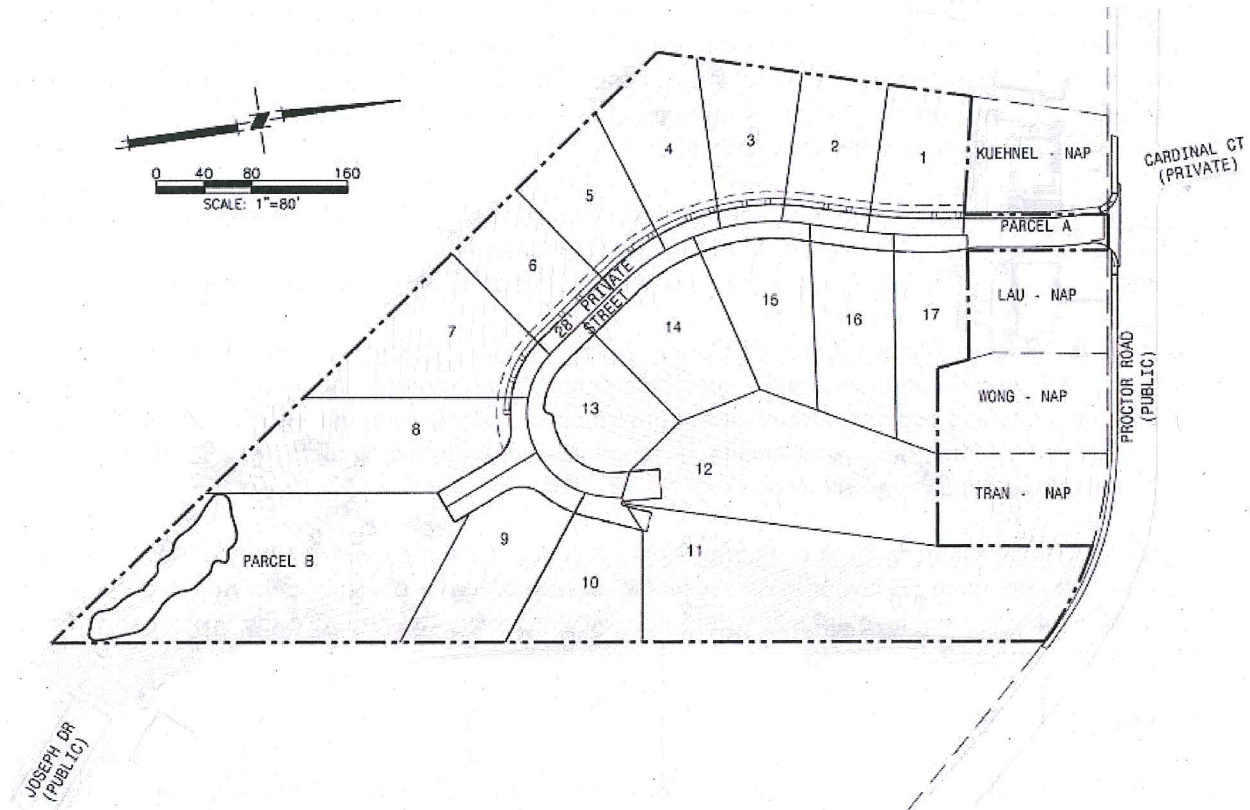 0 40 80 160
SCALE: 1"=80'
4
3
2
1
KUEHNEL - NAP
CARDINAL CT
(PRIVATE)
5
PARCEL A
6
28' PRIVATE
STREET
7
14
15
16
17
LAU - NAP
WONG - NAP
PROCTOR ROAD
(PUBLIC)
8
13
12
TRAN - NAP
PARCEL B
9
10
11
JOSEPH DR
(PUBLIC)